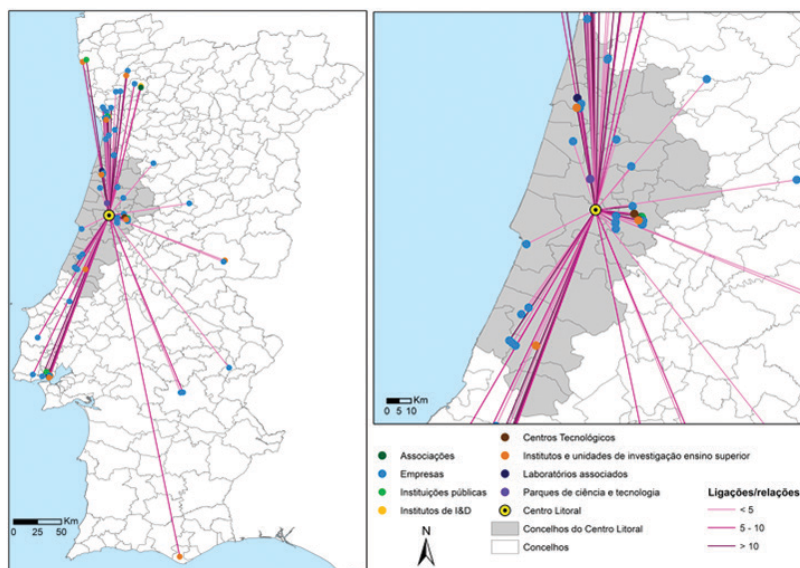 Km
0 25 50
Km
0 5 10
Associações
Empresas
Instituições públicas
Institutos de I&D
Centros Tecnológicos
Institutos e unidades de investigação ensino superior
Laboratórios associados
Parques de ciência e tecnologia
Centro Litoral
Concelhos do Centro Litoral
Concelhos
N
Ligações/relações
< 5
5 - 10
> 10